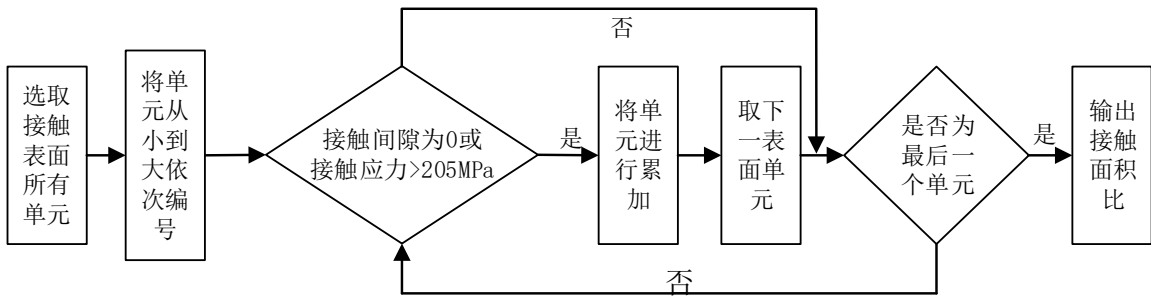 选取
接触
表面
所有
单元
将单
元从
小到
大依
次编
号
接触间隙为0或
接触应力>205MPa
否
是
将单
元进
行累
加
取下
一表
面单
元
是否为
最后一
个单元
是
否
输出
接触
面积
比